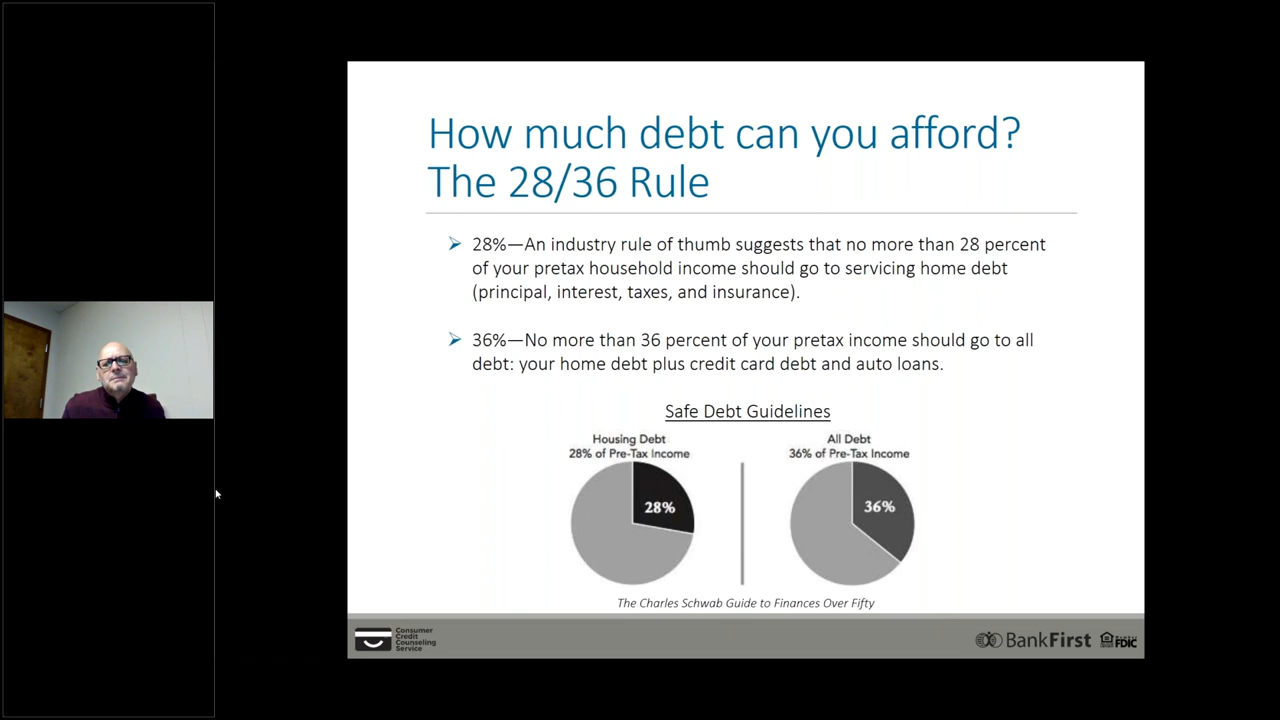 How much debt can you afford?
The 28/36 Rule
28%—An industry rule of thumb suggests that no more than 28 percent
of your pretax household income should go to servicing home debt
(principal, interest, taxes, and insurance).
36%—No more than 36 percent of your pretax income should go to all
debt: your home debt plus credit card debt and auto loans.
Safe Debt Guidelines
Housing Debt
28% of Pre-Tax Income
28%
All Debt
36% of Pre-Tax Income
36%
The Charles Schwab Guide to Finances Over Fifty
Consumer
Credit
Counseling
Service
BankFirst
FDIC